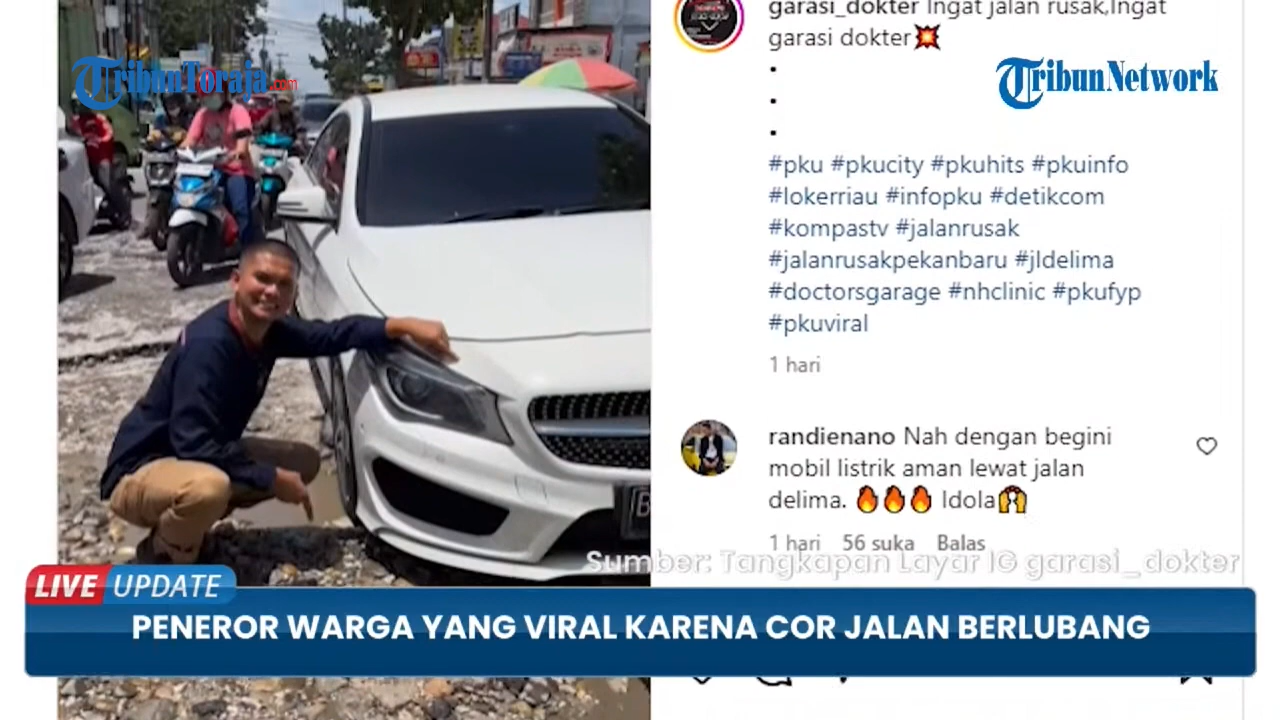 TribunToraja.com
TribunNetwork
garasi_dokter Ingat jalan rusak,Ingat
garasi dokter💥
.
.
.
#pku #pkucity #pkuhits #pkuinfo
#lokerriau #infopku #detikcom
#kompastv #jalanrusak
#jalanrusakpekanbaru #jldelima
#doctorsgarage #nhclinic #pkufyp
#pkuviral
1 hari
randienano Nah dengan begini
mobil listrik aman lewat jalan
delima. 🔥🔥🔥 Idola🙌
1 hari 56 suka Balas
Sumber: Tangkapan Layar IG garasi_dokter
LIVE UPDATE
PENEROR WARGA YANG VIRAL KARENA COR JALAN BERLUBANG